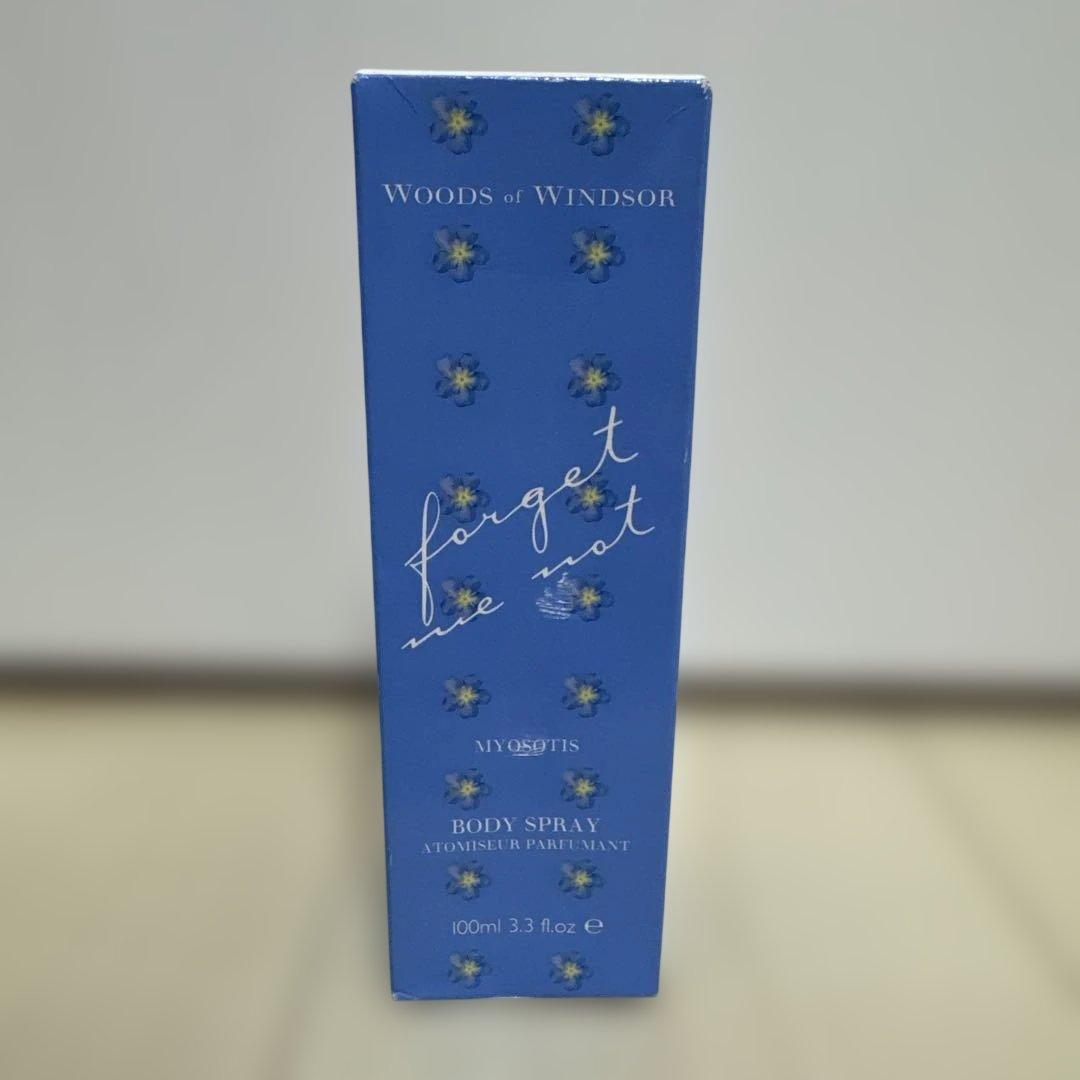 WOODS of WINDSOR
forget
me not
MYOSOTIS
BODY SPRAY
ATOMISEUR PARFUMANT
100ml 3.3 fl.oz ℮